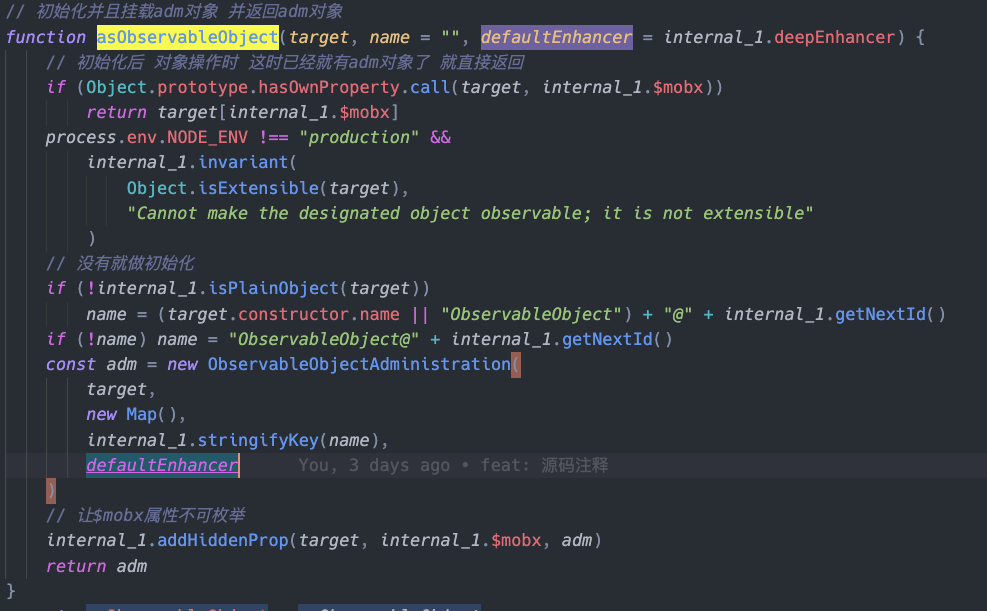 // 初始化并且挂载adm对象 并返回adm对象
function asObservableObject(target, name = "", defaultEnhancer = internal_1.deepEnhancer) {
// 初始化后 对象操作时 这时已经就有adm对象了 就直接返回
if (Object.prototype.hasOwnProperty.call(target, internal_1.$mobx))
return target[internal_1.$mobx]
process.env.NODE_ENV !== "production" &&
internal_1.invariant(
Object.isExtensible(target),
"Cannot make the designated object observable; it is not extensible"
)
// 没有就做初始化
if (!internal_1.isPlainObject(target))
name = (target.constructor.name || "ObservableObject") + "@" + internal_1.getNextId()
if (!name) name = "ObservableObject@" + internal_1.getNextId()
const adm = new ObservableObjectAdministration(
target,
new Map(),
internal_1.stringifyKey(name),
defaultEnhancer You, 3 days ago • feat: 源码注释
)
// 让$mobx属性不可枚举
internal_1.addHiddenProp(target, internal_1.$mobx, adm)
return adm
}